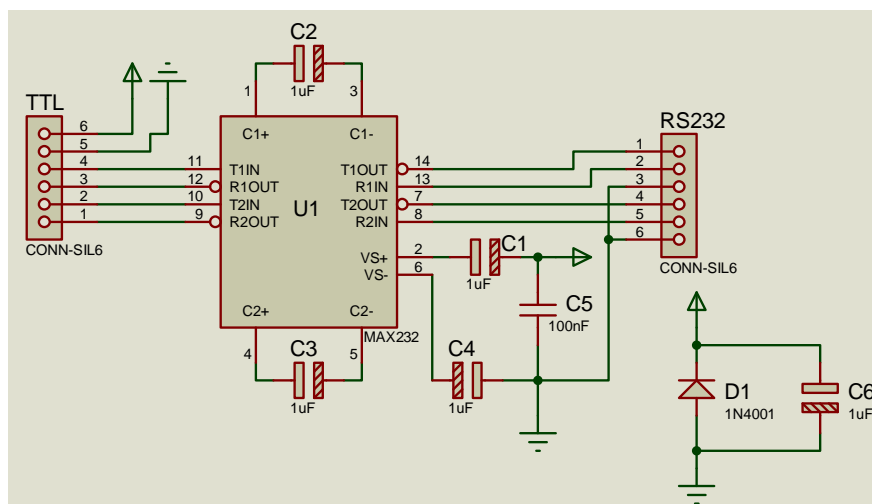 C2
1uF
1
3
TTL
6
5
4
3
2
1
CONN-SIL6
C1+
C1-
11
12
10
9
T1IN
R1OUT
T2IN
R2OUT
U1
T1OUT
R1IN
T2OUT
R2IN
14
13
7
8
VS+
VS-
2
6
C2+
C2-
MAX232
4
5
C3
1uF
C1
1uF
C5
100nF
C4
1uF
RS232
1
2
3
4
5
6
CONN-SIL6
D1
1N4001
C6
1uF